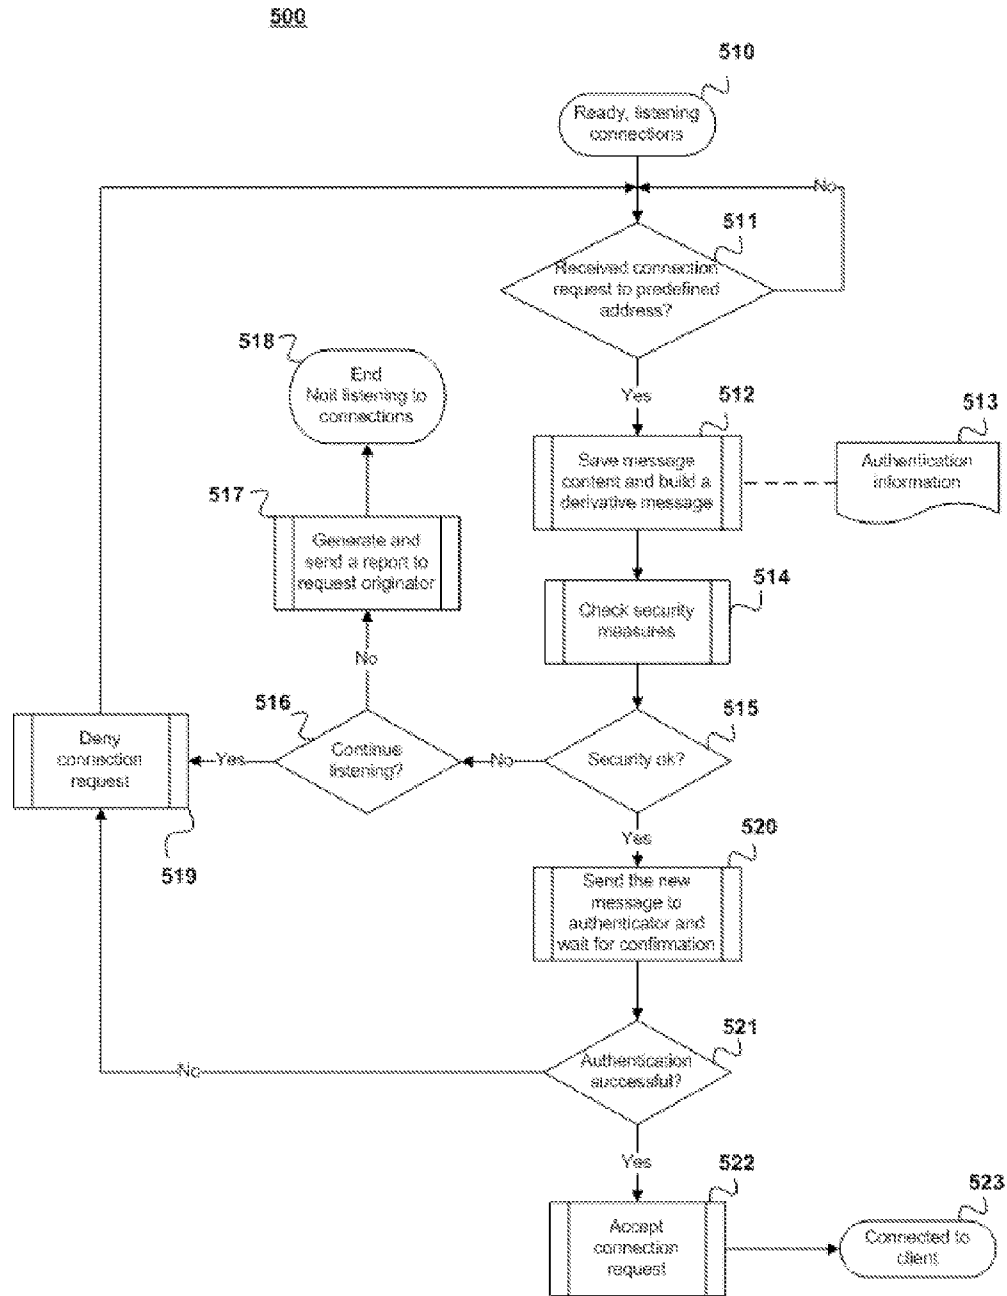 500
510
Ready, listening
connections
No
511
Received connection
request to predefined
address?
518
End
Noit listening to
connections
Yes
512
513
Save message
content and build a
derivative message
Authentication
information
517
Generate and
send a report to
request originator
514
Check security
measures
No
516
515
Deny
connection
request
Yes
Continue
listening?
No
Security ok?
519
Yes
520
Send the new
message to
authenticator and
wait for confirmation
521
Authentication
successful?
No
Yes
522
523
Accept
connection
request
Connected to
client